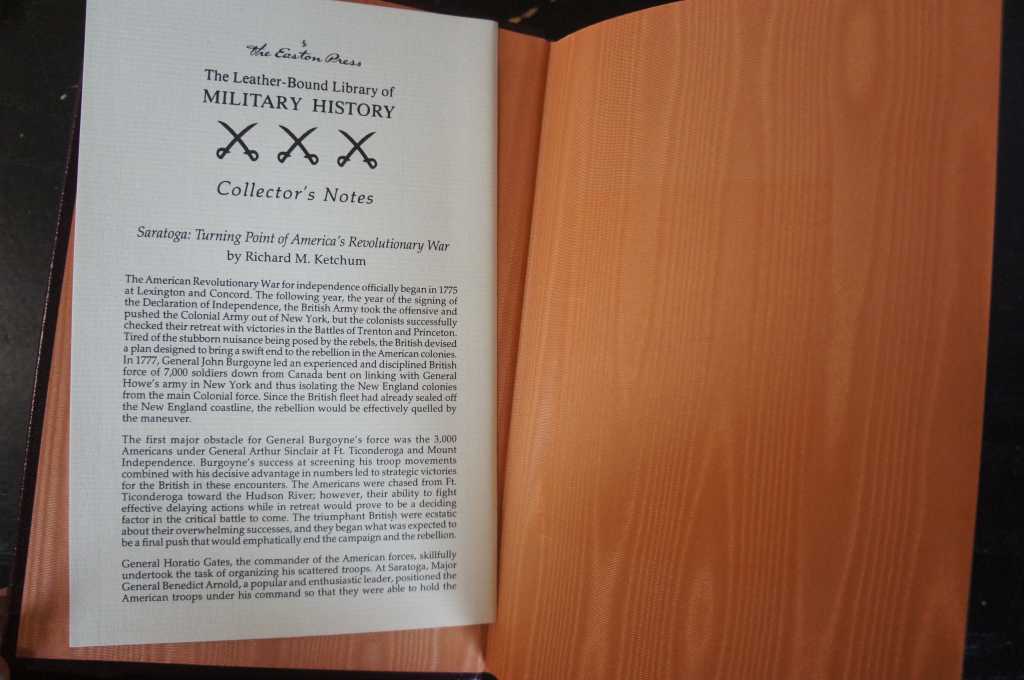 The Easton Press
The Leather-Bound Library of
MILITARY HISTORY
Collector's Notes
Saratoga: Turning Point of America's Revolutionary War
by Richard M. Ketchum
The American Revolutionary War for independence officially began in 1775
at Lexington and Concord. The following year, the year of the signing of
the Declaration of Independence, the British Army took the offensive and
pushed the Colonial Army out of New York, but the colonists successfully
checked their retreat with victories in the Battles of Trenton and Princeton.
Tired of the stubborn nuisance being posed by the rebels, the British devised
a plan designed to bring a swift end to the rebellion in the American colonies.
In 1777, General John Burgoyne led an experienced and disciplined British
force of 7,000 soldiers down from Canada bent on linking with General
Howe's army in New York and thus isolating the New England colonies
from the main Colonial force. Since the British fleet had already sealed off
the New England coastline, the rebellion would be effectively quelled by
the maneuver.
The first major obstacle for General Burgoyne's force was the 3,000
Americans under General Arthur Sinclair at Ft. Ticonderoga and Mount
Independence. Burgoyne's success at screening his troop movements
combined with his decisive advantage in numbers led to strategic victories
for the British in these encounters. The Americans were chased from Ft.
Ticonderoga toward the Hudson River; however, their ability to fight
effective delaying actions while in retreat would prove to be a deciding
factor in the critical battle to come. The triumphant British were ecstatic
about their overwhelming successes, and they began what was expected to
be a final push that would emphatically end the campaign and the rebellion.
General Horatio Gates, the commander of the American forces, skillfully
undertook the task of organizing his scattered troops. At Saratoga, Major
General Benedict Arnold, a popular and enthusiastic leader, positioned the
American troops under his command so that they were able to hold the